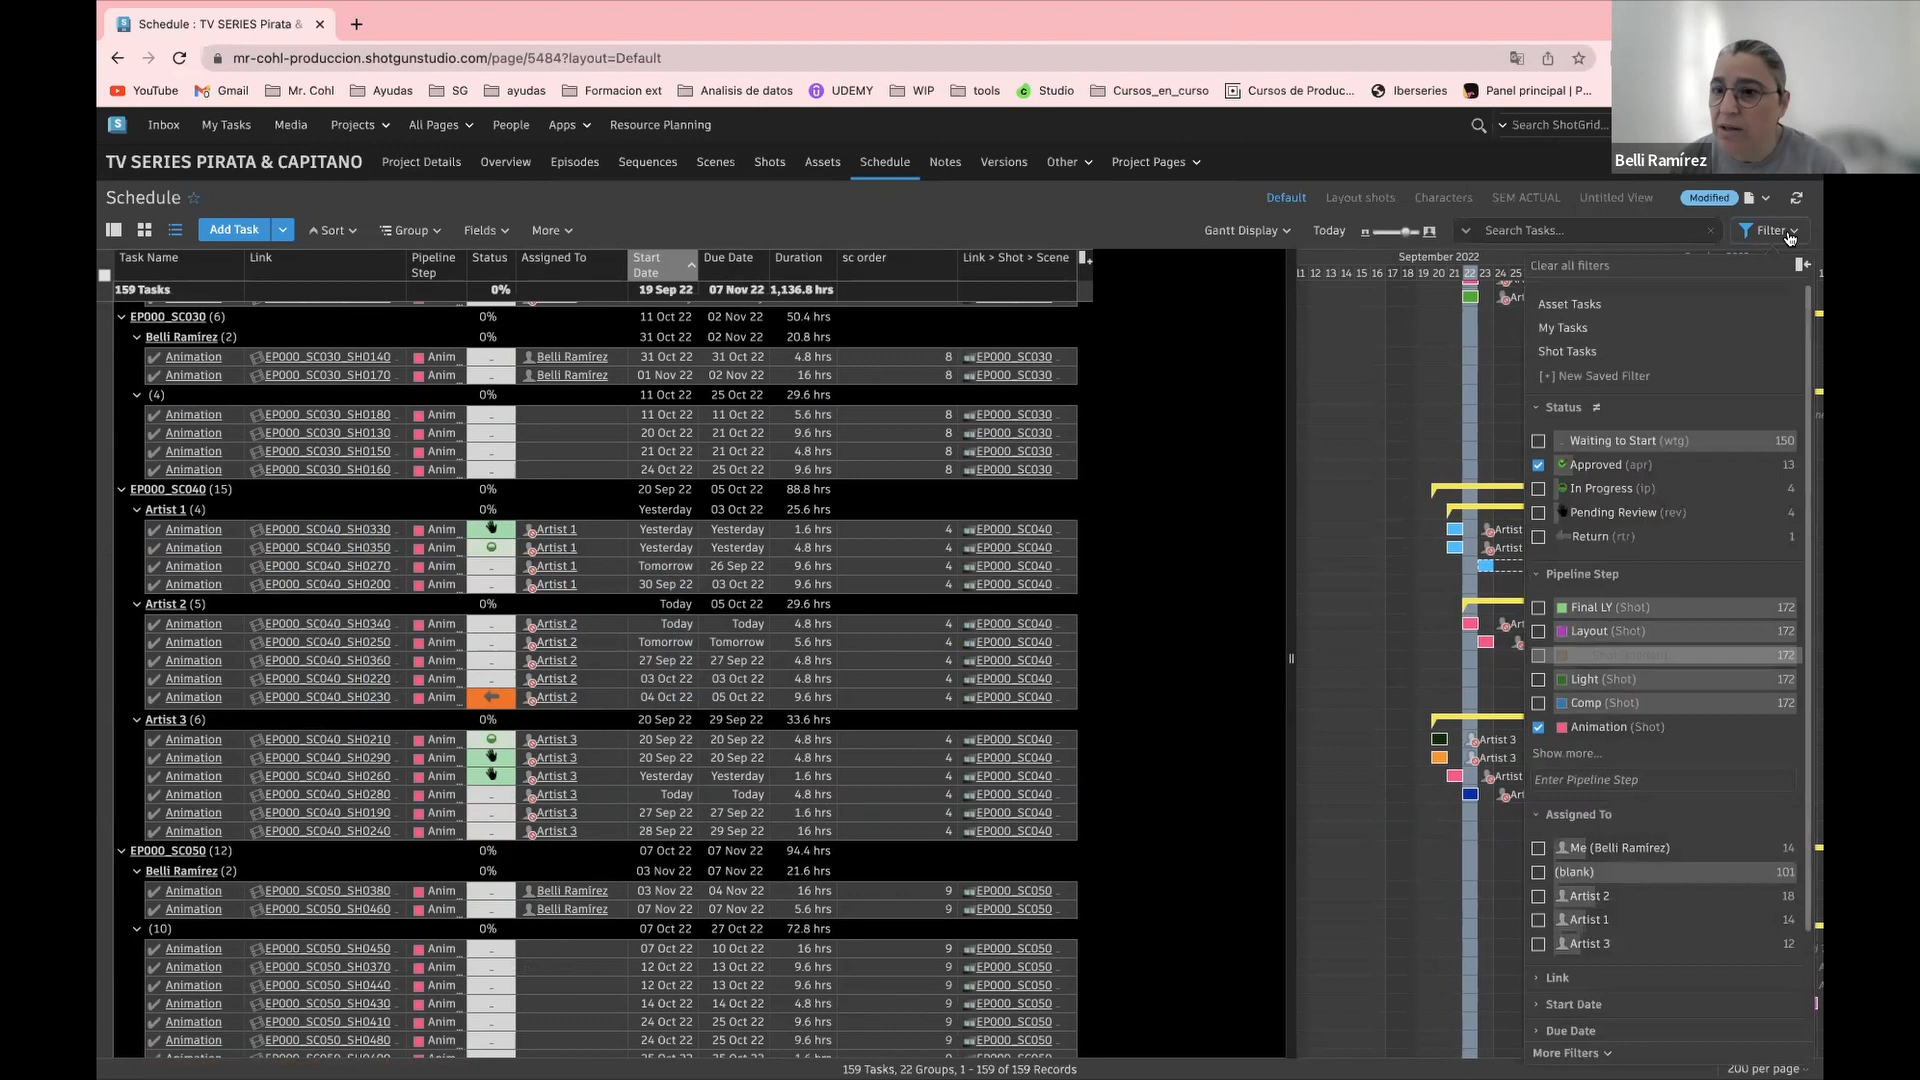 Schedule : TV SERIES Pirata &
mr-cohl-produccion.shotgunstudio.com/page/5484?layout=Default
YouTube Gmail Mr. Cohl Ayudas SG ayudas Formacion ext Analisis de datos UDEMY WIP tools Studio Cursos_en_curso Cursos de Produc... Iberseries Panel principal | P...
Inbox My Tasks Media Projects All Pages People Apps Resource Planning Search ShotGrid...
Belli Ramírez
TV SERIES PIRATA & CAPITANO Project Details Overview Episodes Sequences Scenes Shots Assets Schedule Notes Versions Other Project Pages
Schedule Default Layout shots Characters SEM ACTUAL Untitled View Modified
Add Task Sort Group Fields More Gantt Display Today Search Tasks... Filter
Task Name Link Pipeline Step Status Assigned To Start Date Due Date Duration sc order Link > Shot > Scene
September 2022
11 12 13 14 15 16 17 18 19 20 21 22 23 24 25
159 Tasks 0% 19 Sep 22 07 Nov 22 1,136.8 hrs
EP000_SC030 (6) 0% 11 Oct 22 02 Nov 22 50.4 hrs
Belli Ramírez (2) 0% 31 Oct 22 02 Nov 22 20.8 hrs
Animation EP000_SC030_SH0140 Anim Belli Ramírez 31 Oct 22 31 Oct 22 4.8 hrs 8 EP000_SC030
Animation EP000_SC030_SH0170 Anim Belli Ramírez 01 Nov 22 02 Nov 22 16 hrs 8 EP000_SC030
(4) 0% 11 Oct 22 25 Oct 22 29.6 hrs
Animation EP000_SC030_SH0180 Anim 11 Oct 22 11 Oct 22 5.6 hrs 8 EP000_SC030
Animation EP000_SC030_SH0130 Anim 20 Oct 22 21 Oct 22 9.6 hrs 8 EP000_SC030
Animation EP000_SC030_SH0150 Anim 21 Oct 22 21 Oct 22 4.8 hrs 8 EP000_SC030
Animation EP000_SC030_SH0160 Anim 24 Oct 22 25 Oct 22 9.6 hrs 8 EP000_SC030
EP000_SC040 (15) 0% 20 Sep 22 05 Oct 22 88.8 hrs
Artist 1 (4) 0% Yesterday 03 Oct 22 25.6 hrs
Animation EP000_SC040_SH0330 Anim Artist 1 Yesterday Yesterday 1.6 hrs 4 EP000_SC040 Artist
Animation EP000_SC040_SH0350 Anim Artist 1 Yesterday Yesterday 4.8 hrs 4 EP000_SC040 Artist
Animation EP000_SC040_SH0270 Anim Artist 1 Tomorrow 26 Sep 22 9.6 hrs 4 EP000_SC040
Animation EP000_SC040_SH0200 Anim Artist 1 30 Sep 22 03 Oct 22 9.6 hrs 4 EP000_SC040
Artist 2 (5) 0% Today 05 Oct 22 29.6 hrs
Animation EP000_SC040_SH0340 Anim Artist 2 Today Today 4.8 hrs 4 EP000_SC040
Animation EP000_SC040_SH0250 Anim Artist 2 Tomorrow Tomorrow 5.6 hrs 4 EP000_SC040
Animation EP000_SC040_SH0360 Anim Artist 2 27 Sep 22 27 Sep 22 4.8 hrs 4 EP000_SC040
Animation EP000_SC040_SH0220 Anim Artist 2 03 Oct 22 03 Oct 22 4.8 hrs 4 EP000_SC040
Animation EP000_SC040_SH0230 Anim Artist 2 04 Oct 22 05 Oct 22 9.6 hrs 4 EP000_SC040
Artist 3 (6) 0% 20 Sep 22 29 Sep 22 33.6 hrs
Animation EP000_SC040_SH0210 Anim Artist 3 20 Sep 22 20 Sep 22 4.8 hrs 4 EP000_SC040 Artist 3
Animation EP000_SC040_SH0290 Anim Artist 3 20 Sep 22 20 Sep 22 4.8 hrs 4 EP000_SC040 Artist 3
Animation EP000_SC040_SH0260 Anim Artist 3 Yesterday Yesterday 1.6 hrs 4 EP000_SC040 Artist
Animation EP000_SC040_SH0280 Anim Artist 3 Today Today 4.8 hrs 4 EP000_SC040
Animation EP000_SC040_SH0190 Anim Artist 3 27 Sep 22 27 Sep 22 1.6 hrs 4 EP000_SC040
Animation EP000_SC040_SH0240 Anim Artist 3 28 Sep 22 29 Sep 22 16 hrs 4 EP000_SC040
EP000_SC050 (12) 0% 07 Oct 22 07 Nov 22 94.4 hrs
Belli Ramírez (2) 0% 03 Nov 22 07 Nov 22 21.6 hrs
Animation EP000_SC050_SH0380 Anim Belli Ramírez 03 Nov 22 04 Nov 22 16 hrs 9 EP000_SC050
Animation EP000_SC050_SH0460 Anim Belli Ramírez 07 Nov 22 07 Nov 22 5.6 hrs 9 EP000_SC050
(10) 0% 07 Oct 22 27 Oct 22 72.8 hrs
Animation EP000_SC050_SH0450 Anim 07 Oct 22 10 Oct 22 16 hrs 9 EP000_SC050
Animation EP000_SC050_SH0370 Anim 12 Oct 22 13 Oct 22 9.6 hrs 9 EP000_SC050
Animation EP000_SC050_SH0440 Anim 12 Oct 22 13 Oct 22 9.6 hrs 9 EP000_SC050
Animation EP000_SC050_SH0430 Anim 14 Oct 22 14 Oct 22 4.8 hrs 9 EP000_SC050
Animation EP000_SC050_SH0410 Anim 24 Oct 22 25 Oct 22 9.6 hrs 9 EP000_SC050
Animation EP000_SC050_SH0480 Anim 24 Oct 22 25 Oct 22 9.6 hrs 9 EP000_SC050
159 Tasks, 22 Groups, 1 - 159 of 159 Records
200 per page
Clear all filters
Asset Tasks
My Tasks
Shot Tasks
[+] New Saved Filter
Status ≠
Waiting to Start (wtg) 150
Approved (apr) 13
In Progress (ip) 4
Pending Review (rev) 4
Return (rtr) 1
Pipeline Step
Final LY (Shot) 172
Layout (Shot) 172
172
Light (Shot) 172
Comp (Shot) 172
Animation (Shot)
Show more...
Enter Pipeline Step
Assigned To
Me (Belli Ramírez) 14
(blank) 101
Artist 2 18
Artist 1 14
Artist 3 12
Link
Start Date
Due Date
More Filters